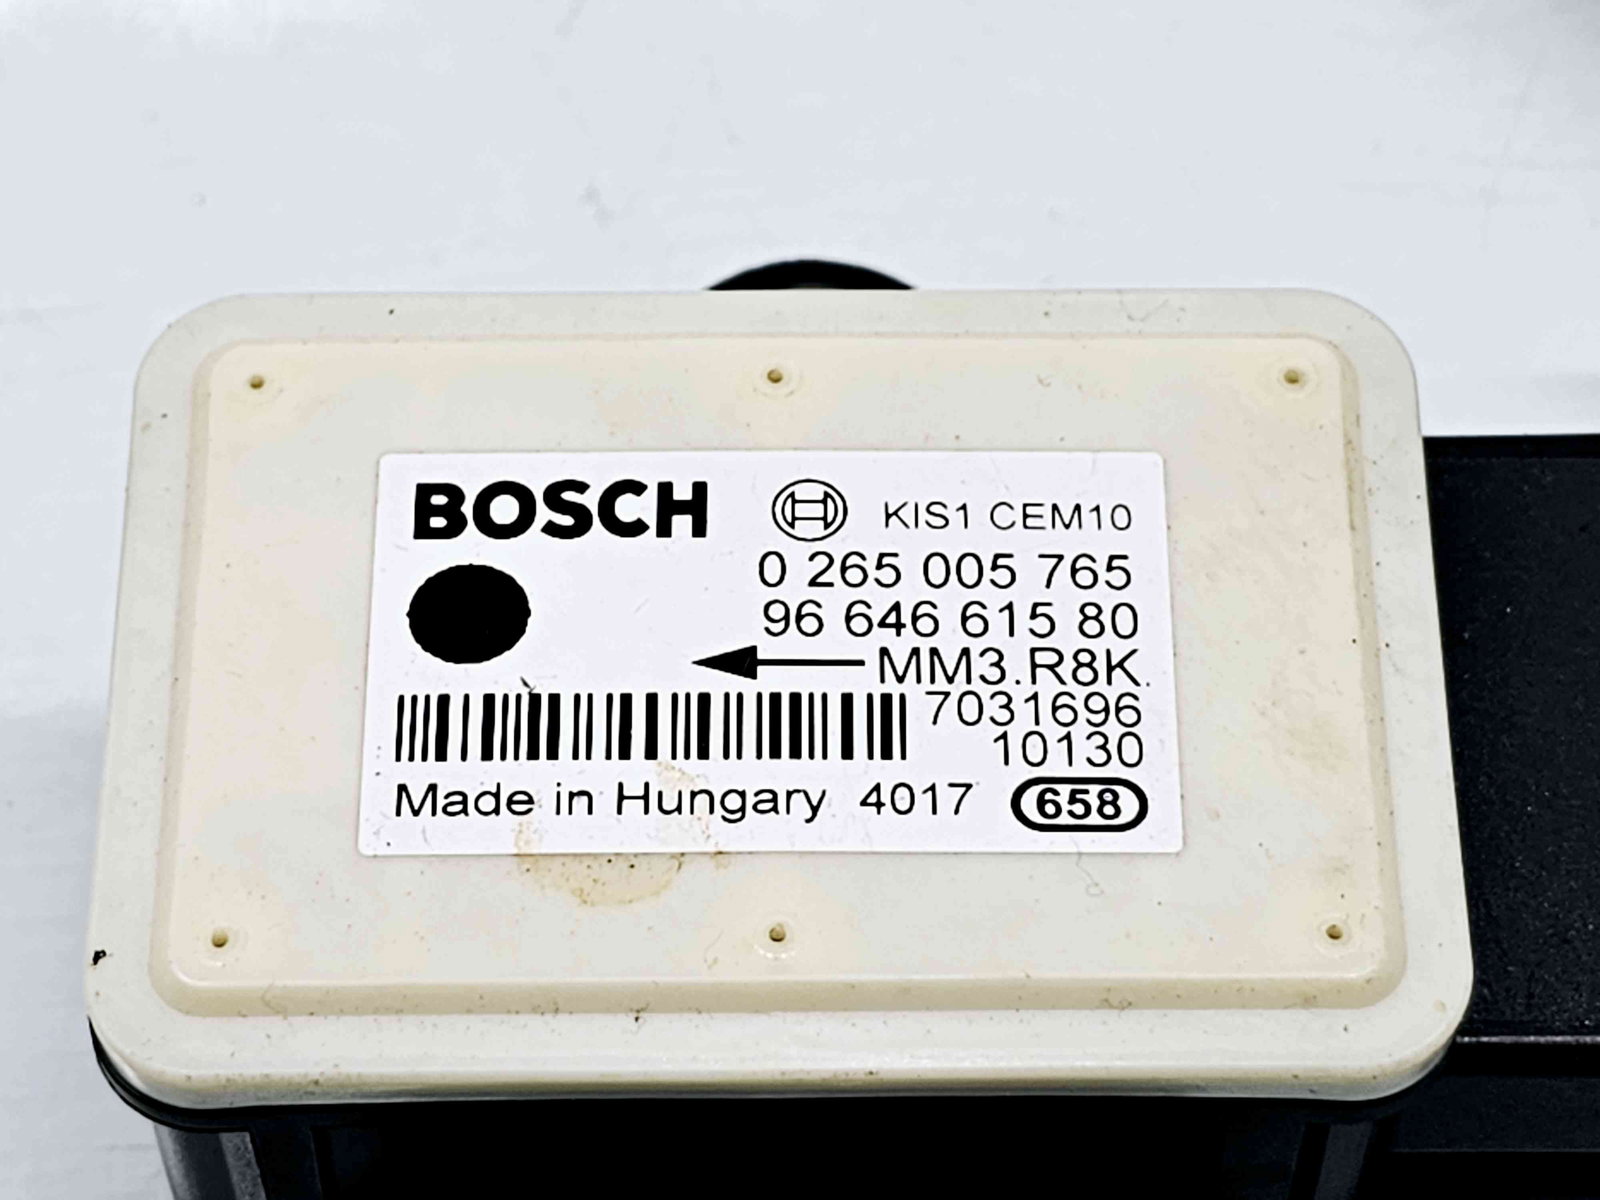 BOSCH KIS1 CEM10
0 265 005 765
96 646 615 80
MM3.R8K.
7031696
10130
Made in Hungary 4017 658